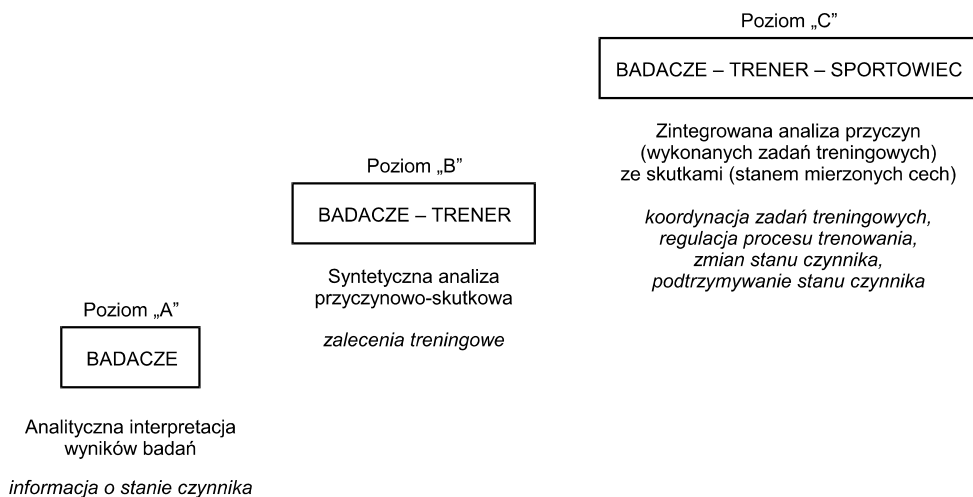 Poziom „C”
BADACZE – TRENER – SPORTOWIEC
Zintegrowana analiza przyczyn
(wykonanych zadań treningowych)
ze skutkami (stanem mierzonych cech)
koordynacja zadań treningowych,
regulacja procesu trenowania,
zmian stanu czynnika,
podtrzymywanie stanu czynnika
Poziom „B”
BADACZE – TRENER
Syntetyczna analiza
przyczynowo-skutkowa
zalecenia treningowe
Poziom „A”
BADACZE
Analityczna interpretacja
wyników badań
informacja o stanie czynnika